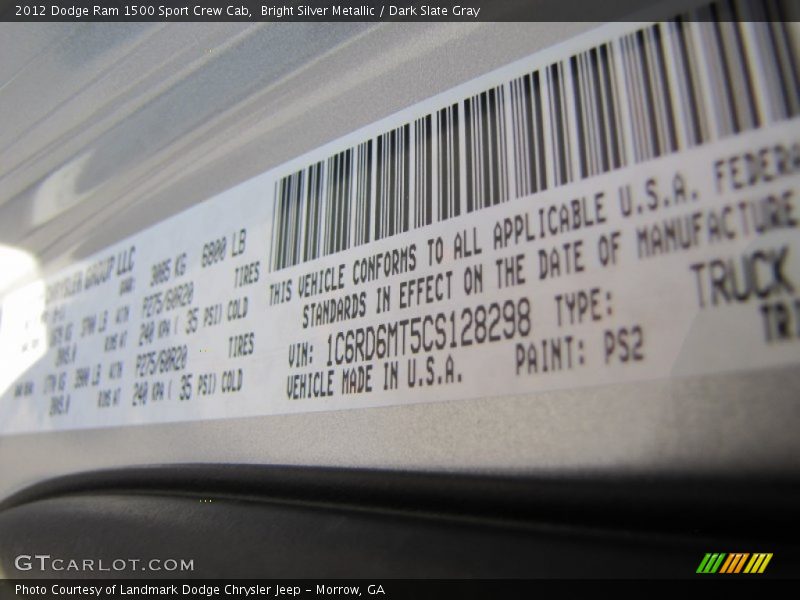 2012 Dodge Ram 1500 Sport Crew Cab,  Bright Silver Metallic / Dark Slate Gray
CHRYSLER GROUP LLC
3085 KG 6800 LB
TIRES
P275/60R20
240 KPA ( 35 PSI) COLD
TIRES
P275/60R20
240 KPA ( 35 PSI) COLD
THIS VEHICLE CONFORMS TO ALL APPLICABLE U.S.A. FEDERA
STANDARDS IN EFFECT ON THE DATE OF MANUFACTURE
VIN: 1C6RD6MT5CS128298 TYPE: TRUCK
VEHICLE MADE IN U.S.A. PAINT: PS2
GTCARLOT.COM
Photo Courtesy of Landmark Dodge Chrysler Jeep – Morrow, GA